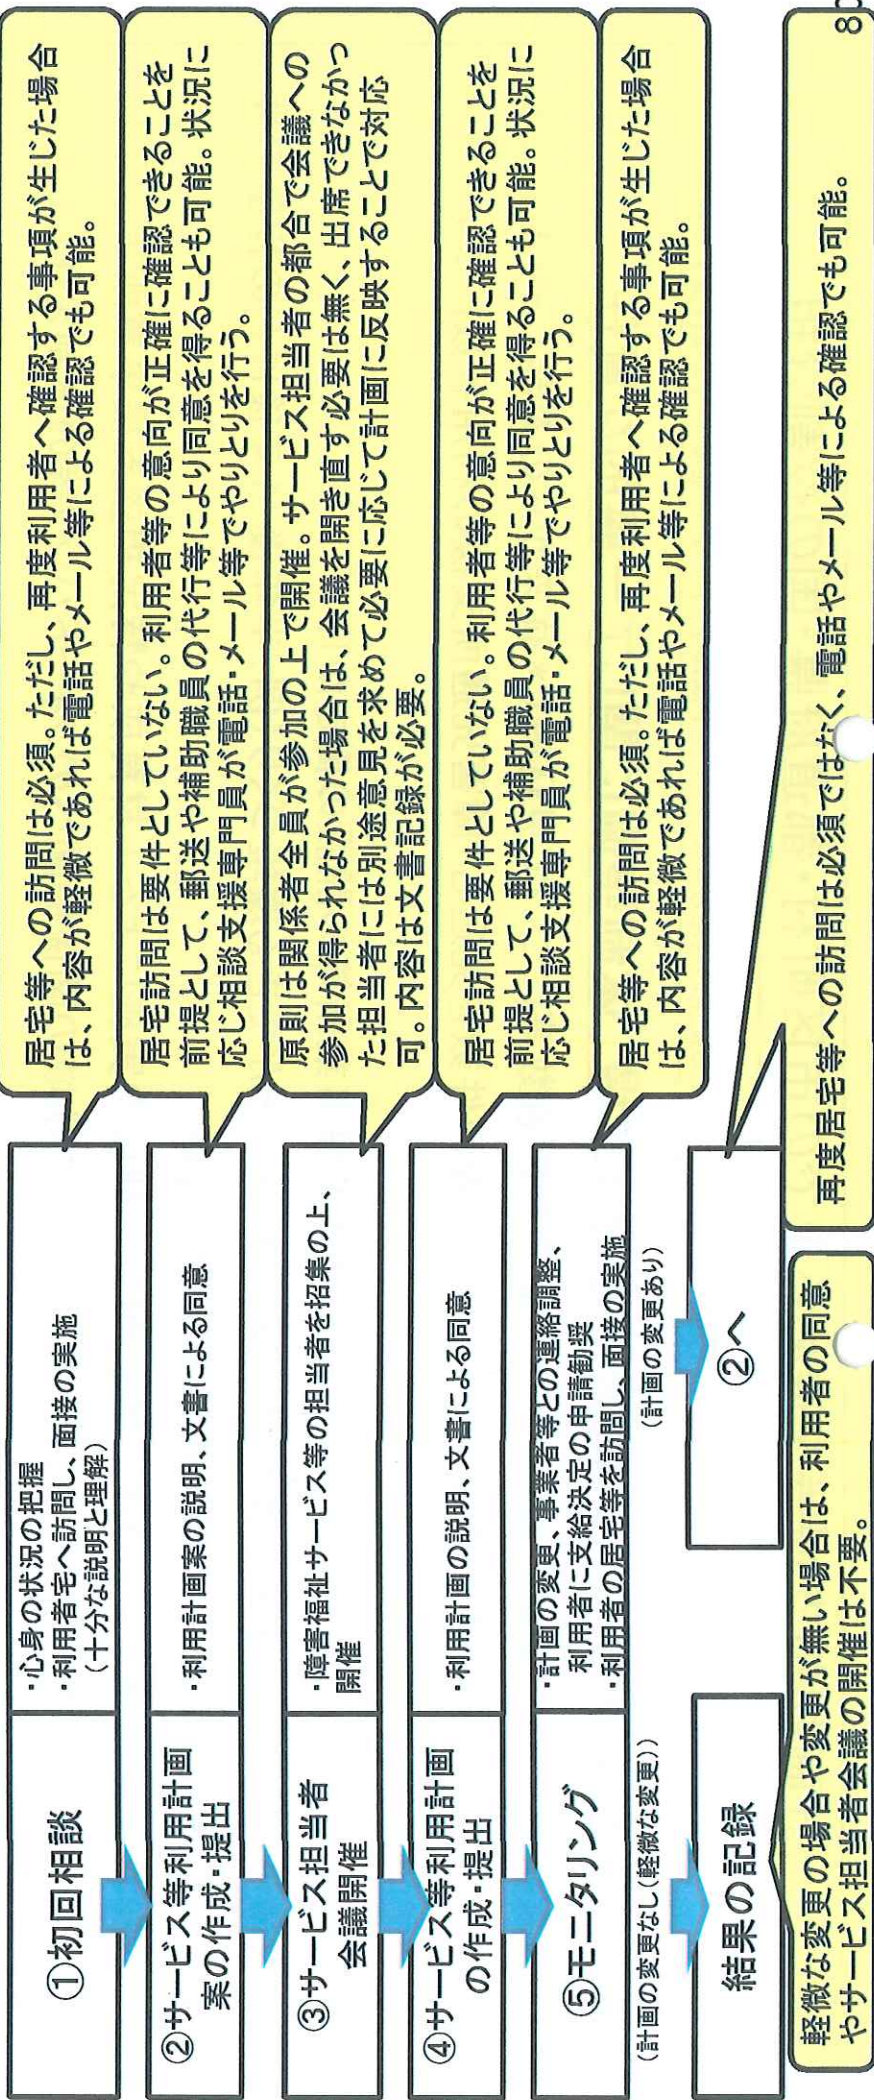 ①初回相談
・心身の状況の把握
・利用者宅へ訪問し、面接の実施
(十分な説明と理解)
居宅等への訪問は必須。ただし、再度利用者へ確認する事項が生じた場合
は、内容が軽微であれば電話やメール等による確認でも可能。
②サービス等利用計画
案の作成・提出
・利用計画案の説明、文書による同意
居宅訪問は要件としていない。利用者等の意向が正確に確認できることを
前提として、郵送や補助職員の代行等により同意を得ることも可能。状況に
応じ相談支援専門員が電話・メール等でやりとりを行う。
③サービス担当者
会議開催
・障害福祉サービス等の担当者を招集の上、
開催
原則は関係者全員が参加の上で開催。サービス担当者の都合で会議への
参加が得られなかった場合は、会議を開き直す必要は無く、出席できなかっ
た担当者には別途意見を求めて必要に応じて計画に反映することで対応
可。内容は文書記録が必要。
④サービス等利用計画
の作成・提出
・利用計画の説明、文書による同意
居宅訪問は要件としていない。利用者等の意向が正確に確認できることを
前提として、郵送や補助職員の代行等により同意を得ることも可能。状況に
応じ相談支援専門員が電話・メール等でやりとりを行う。
⑤モニタリング
・計画の変更、事業者等との連絡調整、
利用者に支給決定の申請勧奨
・利用者の居宅等を訪問し、面接の実施
居宅等への訪問は必須。ただし、再度利用者へ確認する事項が生じた場合
は、内容が軽微であれば電話やメール等による確認でも可能。
(計画の変更なし(軽微な変更))
(計画の変更あり)
結果の記録
②へ
軽微な変更の場合や変更が無い場合は、利用者の同意
やサービス担当者会議の開催は不要。
再度居宅等への訪問は必須ではなく、電話やメール等による確認でも可能。